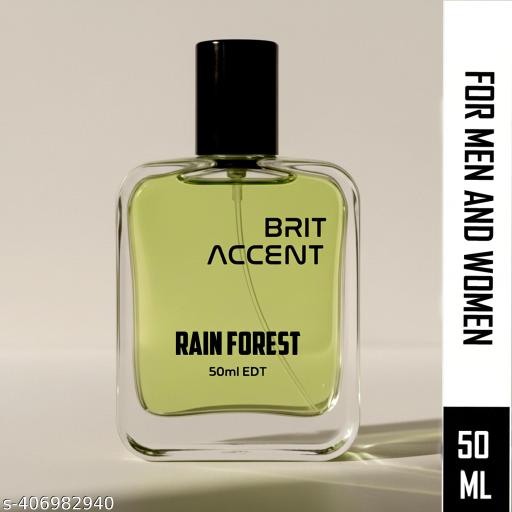 BRIT
ACCENT
RAIN FOREST
50ml EDT
FOR MEN AND WOMEN
50
ML
s-406982940